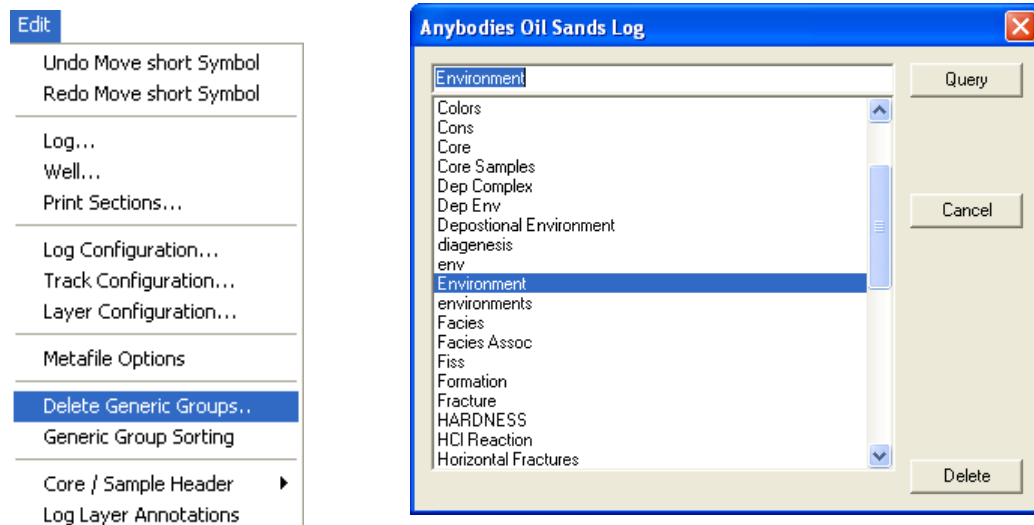 Edit
Undo Move short Symbol
Redo Move short Symbol
Log...
Well...
Print Sections...
Log Configuration...
Track Configuration...
Layer Configuration...
Metafile Options
Delete Generic Groups..
Generic Group Sorting
Core / Sample Header
Log Layer Annotations
Anybodies Oil Sands Log
Environment
Query
Colors
Cons
Core
Core Samples
Dep Complex
Dep Env
Cancel
Depostional Environment
diagenesis
env
Environment
environments
Facies
Facies Assoc
Fiss
Formation
Fracture
HARDNESS
HCl Reaction
Horizontal Fractures
Delete